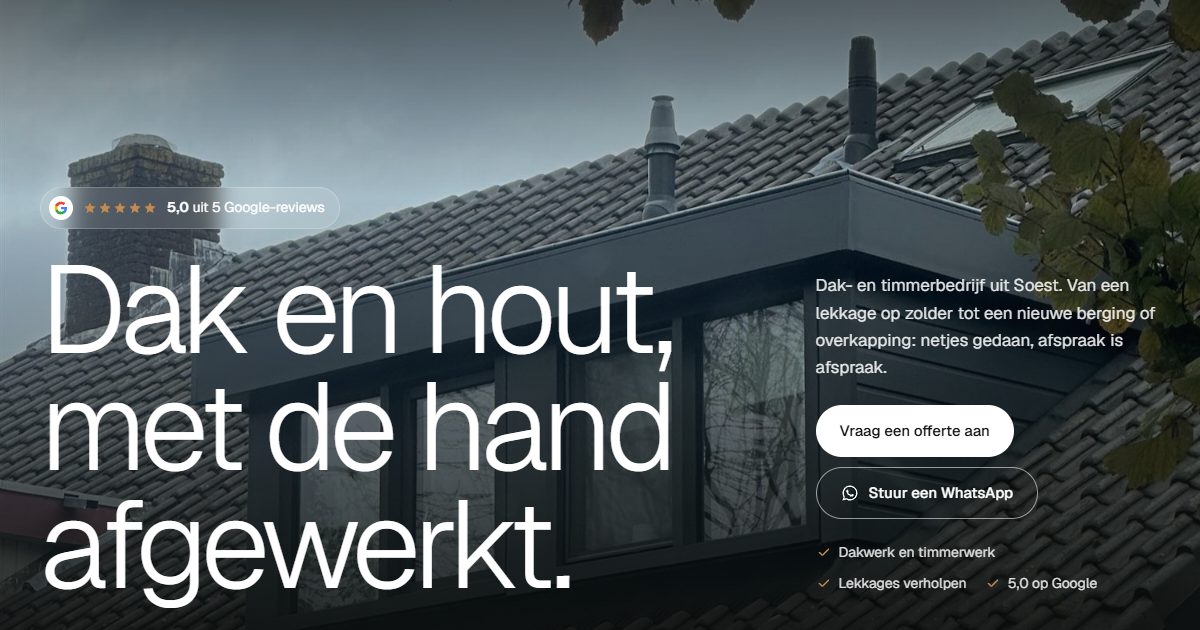 5,0 uit 5 Google-reviews
Dak en hout,
met de hand
afgewerkt.
Dak- en timmerbedrijf uit Soest. Van een
lekkage op zolder tot een nieuwe berging of
overkapping: netjes gedaan, afspraak is
afspraak.
Vraag een offerte aan
Stuur een WhatsApp
Dakwerk en timmerwerk
Lekkages verholpen
5,0 op Google